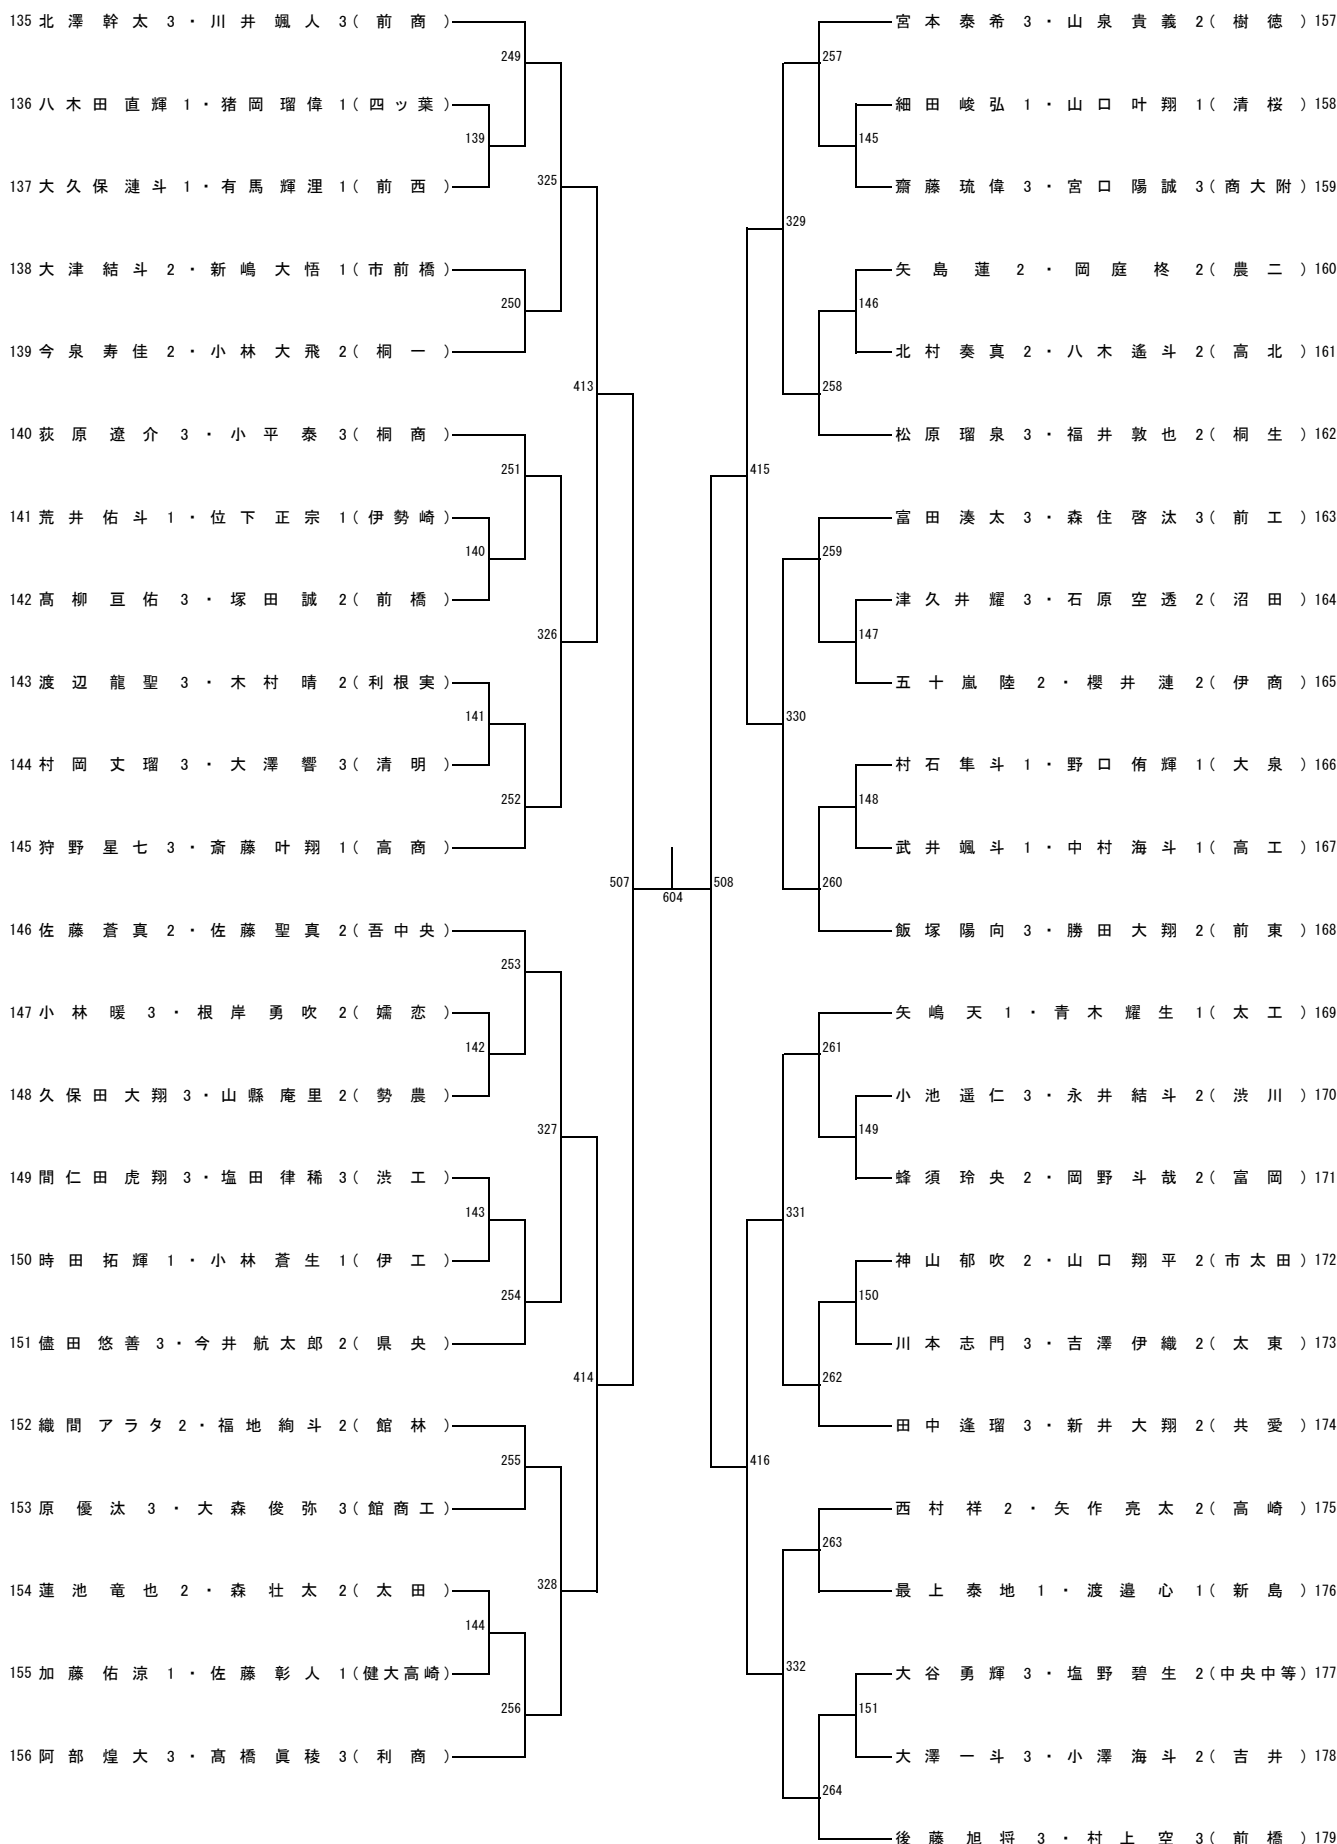 135 北澤幹太 3・川井颯人 3(前商)
249
136 八木田直輝 1・猪岡瑠偉 1(四ッ葉)
139
137 大久保漣斗 1・有馬輝浬 1(前西)
325
138 大津結斗 2・新嶋大悟 1(市前橋)
250
139 今泉寿佳 2・小林大飛 2(桐一)
413
140 荻原遼介 3・小平泰 3(桐商)
251
141 荒井佑斗 1・位下正宗 1(伊勢崎)
140
142 髙柳亘佑 3・塚田誠 2(前橋)
326
143 渡辺龍聖 3・木村晴 2(利根実)
141
144 村岡丈瑠 3・大澤響 3(清明)
252
145 狩野星七 3・斎藤叶翔 1(高商)
507
604
146 佐藤蒼真 2・佐藤聖真 2(吾中央)
253
147 小林暖 3・根岸勇吹 2(嬬恋)
142
148 久保田大翔 3・山縣庵里 2(勢農)
327
149 間仁田虎翔 3・塩田律稀 3(渋工)
143
150 時田拓輝 1・小林蒼生 1(伊工)
254
151 儘田悠善 3・今井航太郎 2(県央)
414
152 織間アラタ 2・福地絢斗 2(館林)
255
153 原優汰 3・大森俊弥 3(館商工)
328
154 蓮池竜也 2・森壮太 2(太田)
144
155 加藤佑涼 1・佐藤彰人 1(健大高崎)
256
156 阿部煌大 3・髙橋眞稜 3(利商)
宮本泰希 3・山泉貴義 2(樹徳) 157
257
細田峻弘 1・山口叶翔 1(清桜) 158
145
齋藤琉偉 3・宮口陽誠 3(商大附) 159
329
矢島蓮 2・岡庭柊 2(農二) 160
146
北村奏真 2・八木遙斗 2(高北) 161
258
松原瑠泉 3・福井敦也 2(桐生) 162
415
富田湊太 3・森住啓汰 3(前工) 163
259
津久井耀 3・石原空透 2(沼田) 164
147
五十嵐陸 2・櫻井漣 2(伊商) 165
330
村石隼斗 1・野口侑輝 1(大泉) 166
148
武井颯斗 1・中村海斗 1(高工) 167
508
260
飯塚陽向 3・勝田大翔 2(前東) 168
矢嶋天 1・青木耀生 1(太工) 169
261
小池遥仁 3・永井結斗 2(渋川) 170
149
蜂須玲央 2・岡野斗哉 2(富岡) 171
331
神山郁吹 2・山口翔平 2(市太田) 172
150
川本志門 3・吉澤伊織 2(太東) 173
262
田中逢瑠 3・新井大翔 2(共愛) 174
416
西村祥 2・矢作亮太 2(高崎) 175
263
最上泰地 1・渡邉心 1(新島) 176
332
大谷勇輝 3・塩野碧生 2(中央中等) 177
151
大澤一斗 3・小澤海斗 2(吉井) 178
264
後藤旭将 3・村上空 3(前橋) 179